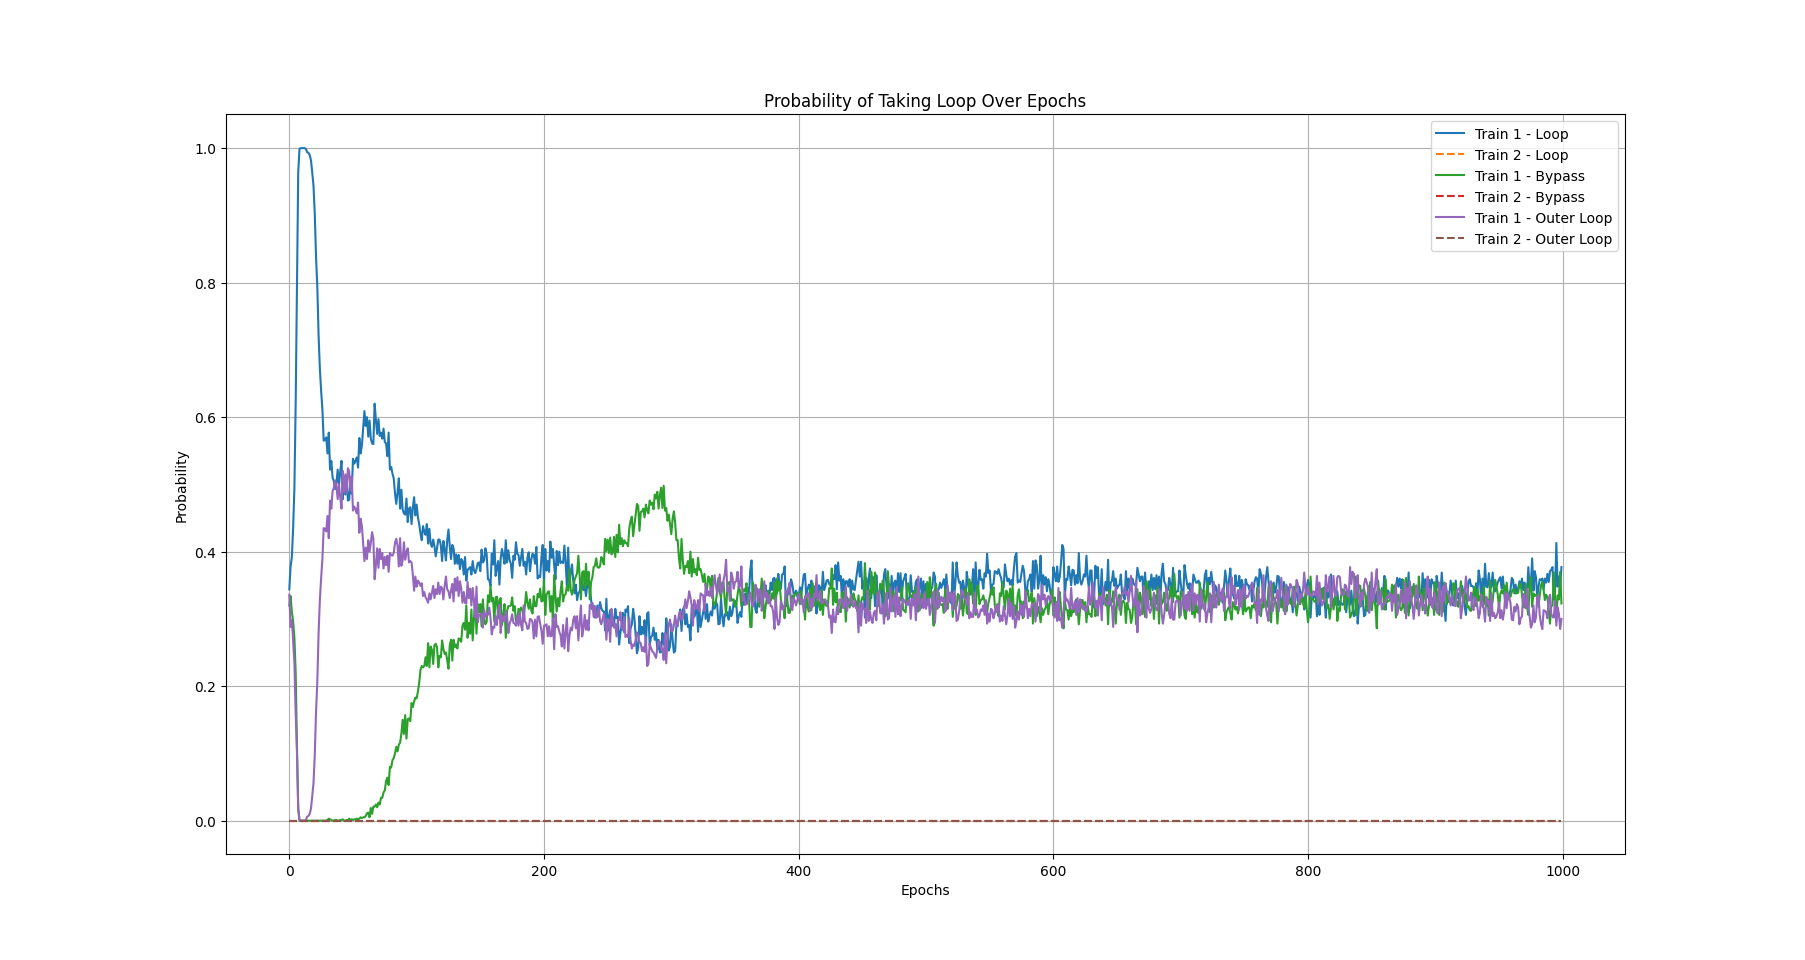 Probability of Taking Loop Over Epochs
Train 1 - Loop
Train 2 - Loop
Train 1 - Bypass
Train 2 - Bypass
Train 1 - Outer Loop
Train 2 - Outer Loop
1.0
0.8
0.6
0.4
0.2
0.0
Probability
0 200 400 600 800 1000
Epochs